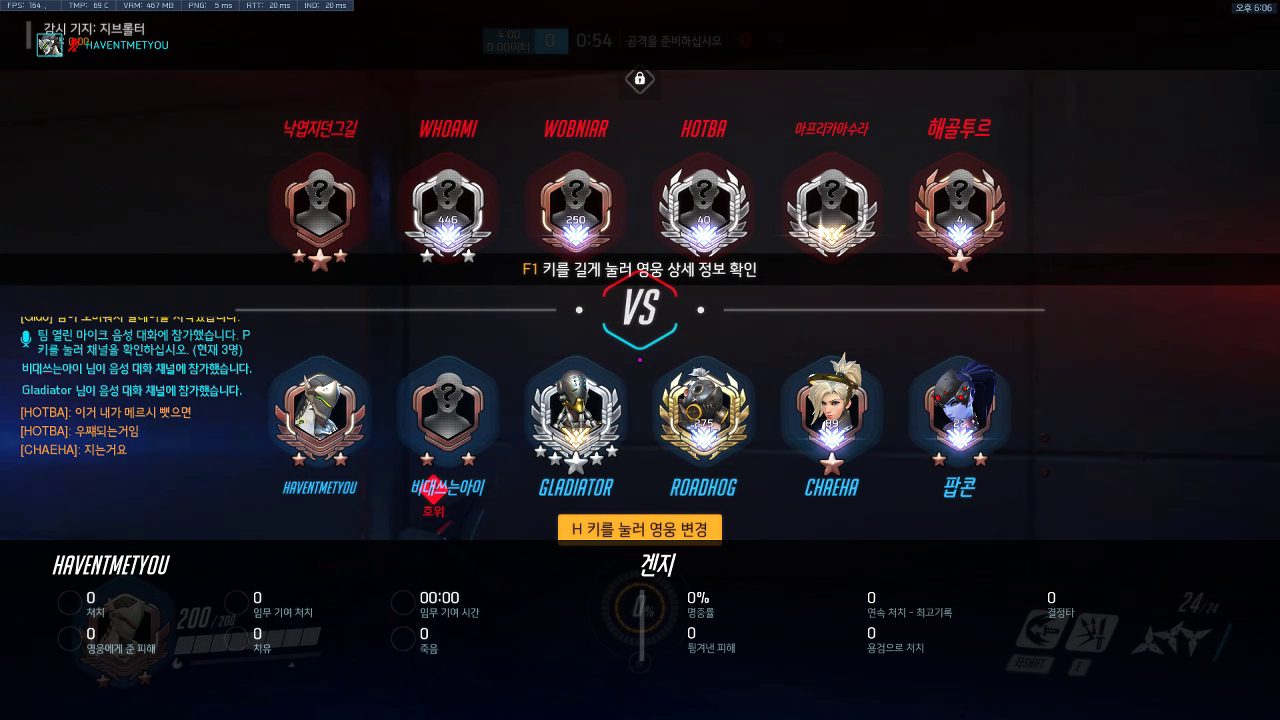 FPS: 164 , TMP: 69 C VRM: 467 MB PNG: 5 ms RTT: 20 ms IND: 20 ms
오후 6:06
감시 기지: 지브롤터
HAVENTMETYOU
4:00
0.00미터
0 0:54 공격을 준비하십시오 0
낙엽지던그길 WHOAMI WOBNIAR HOTBA 아프리카아수라 해골투르
446 250 40 4
F1 키를 길게 눌러 영웅 상세 정보 확인
VS
팀 열린 마이크 음성 대화에 참가했습니다. P
키를 눌러 채널을 확인하십시오. (현재 3명)
비대쓰는아이 님이 음성 대화 채널에 참가했습니다.
Gladiator 님이 음성 대화 채널에 참가했습니다.
[HOTBA]: 이거 내가 메르시 뺏으면
[HOTBA]: 우째되는거임
[CHAEHA]: 지는거요
275 99 23
HAVENTMETYOU 비대쓰는아이 GLADIATOR ROADHOG CHAEHA 팝콘
호위
H 키를 눌러 영웅 변경
HAVENTMETYOU 겐지
0 0 00:00 0% 0 0
처치 임무 기여 처치 임무 기여 시간 명중률 연속 처치 - 최고기록 결정타
0 0 0 0 0
영웅에게 준 피해 치유 죽음 튕겨낸 피해 용검으로 처치
200/200
0%
24/24